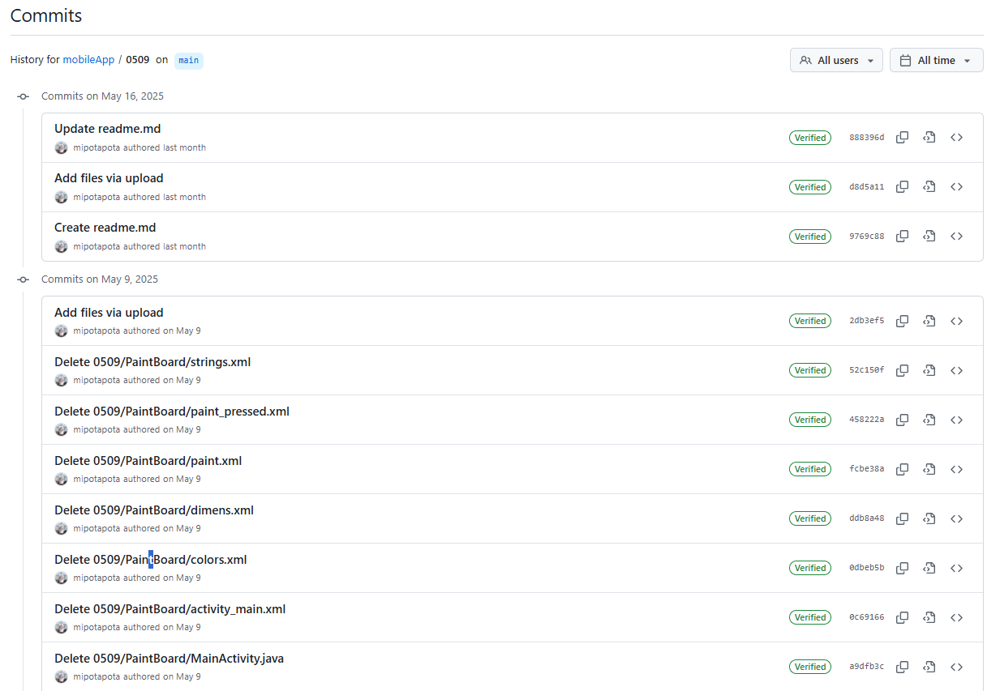 Commits
History for mobileApp / 0509 on main
All users
All time
Commits on May 16, 2025
Update readme.md
mipotapota authored last month
Verified
888396d
Add files via upload
mipotapota authored last month
Verified
d8d5a11
Create readme.md
mipotapota authored last month
Verified
9769c88
Commits on May 9, 2025
Add files via upload
mipotapota authored on May 9
Verified
2db3ef5
Delete 0509/PaintBoard/strings.xml
mipotapota authored on May 9
Verified
52c150f
Delete 0509/PaintBoard/paint_pressed.xml
mipotapota authored on May 9
Verified
458222a
Delete 0509/PaintBoard/paint.xml
mipotapota authored on May 9
Verified
fcbe38a
Delete 0509/PaintBoard/dimens.xml
mipotapota authored on May 9
Verified
ddb8a48
Delete 0509/PaintBoard/colors.xml
mipotapota authored on May 9
Verified
0dbeb5b
Delete 0509/PaintBoard/activity_main.xml
mipotapota authored on May 9
Verified
0c69166
Delete 0509/PaintBoard/MainActivity.java
mipotapota authored on May 9
Verified
a9dfb3c